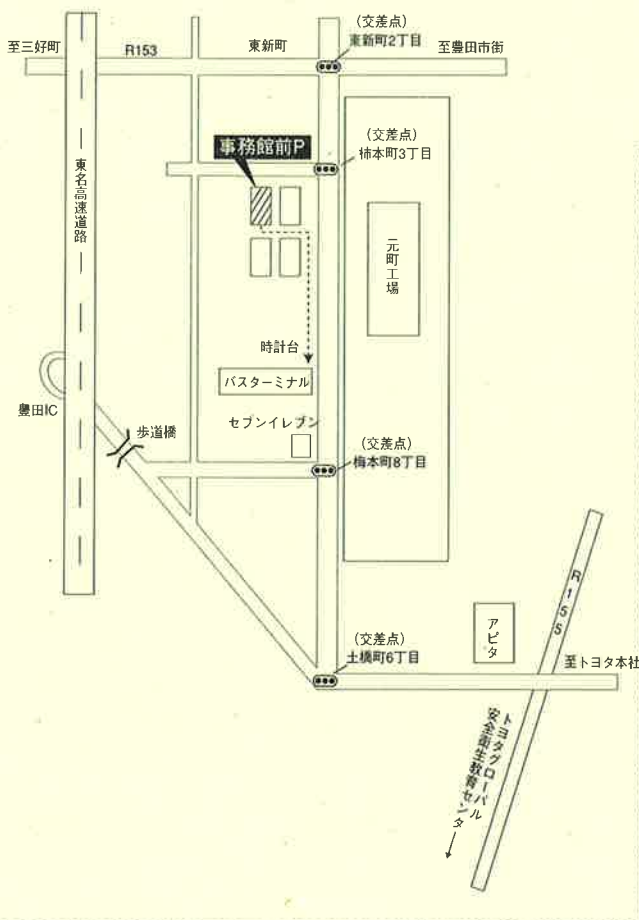 (交差点)
東新町2丁目
至三好町
R153
東新町
至豊田市街
(交差点)
柿本町3丁目
事務館前P
東名高速道路
元町工場
時計台
バスターミナル
豊田IC
セブンイレブン
歩道橋
(交差点)
梅本町8丁目
R155
アピタ
(交差点)
土橋町6丁目
至トヨタ本社
トヨタグローバル
安全衛生教育センター